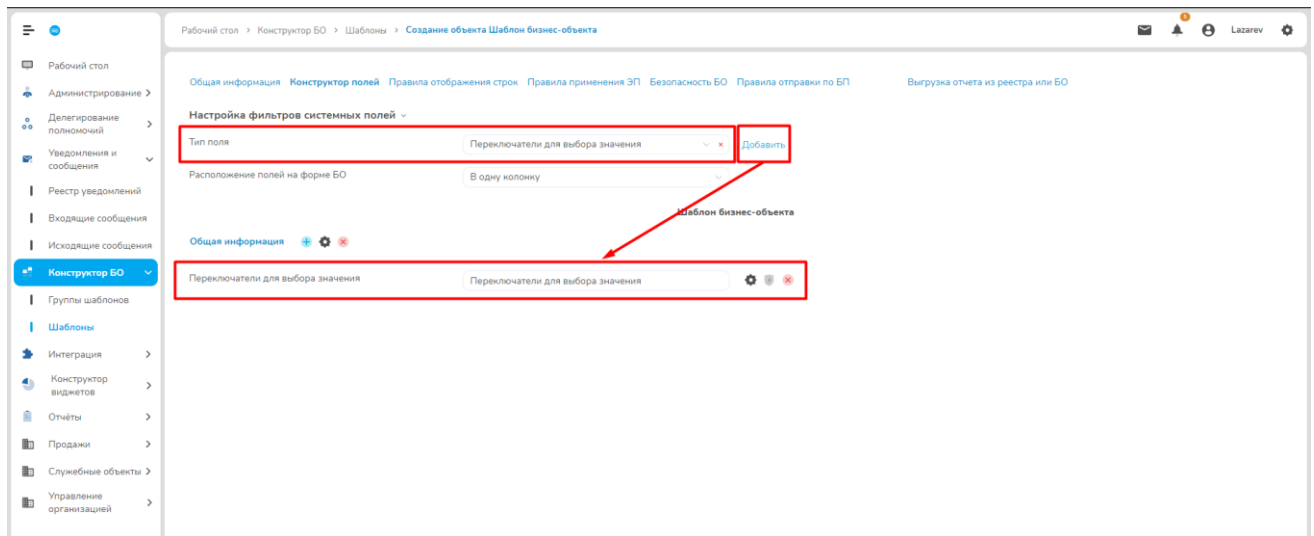 Рабочий стол > Конструктор БО > Шаблоны > Создание объекта Шаблон бизнес-объекта
1
Lazarev
Рабочий стол
Администрирование
Делегирование
полномочий
Уведомления и
сообщения
Реестр уведомлений
Входящие сообщения
Исходящие сообщения
Конструктор БО
Группы шаблонов
Шаблоны
Интеграция
Конструктор
виджетов
Отчёты
Продажи
Служебные объекты
Управление
организацией
Общая информация Конструктор полей Правила отображения строк Правила применения ЭП Безопасность БО Правила отправки по БП Выгрузка отчета из реестра или БО
Настройка фильтров системных полей
Тип поля Переключатели для выбора значения Добавить
Расположение полей на форме БО В одну колонку
Шаблон бизнес-объекта
Общая информация
Переключатели для выбора значения Переключатели для выбора значения